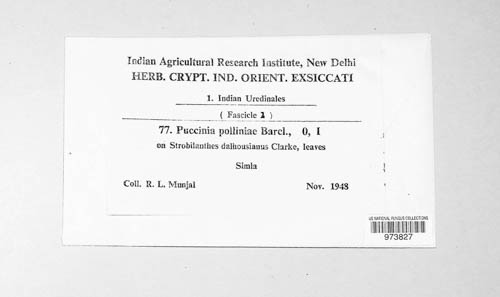 Indian Agricultural Research Institute, New Delhi
HERB. CRYPT. IND. ORIENT. EXSICCATI
1. Indian Uredinales
( Fascicle 1 )
77. Puccinia polliniae Barcl., 0, I
on Strobilanthes dalhousianus Clarke, leaves
Simla
Coll. R. L. Munjal Nov. 1948
US NATIONAL FUNGUS COLLECTIONS
973827